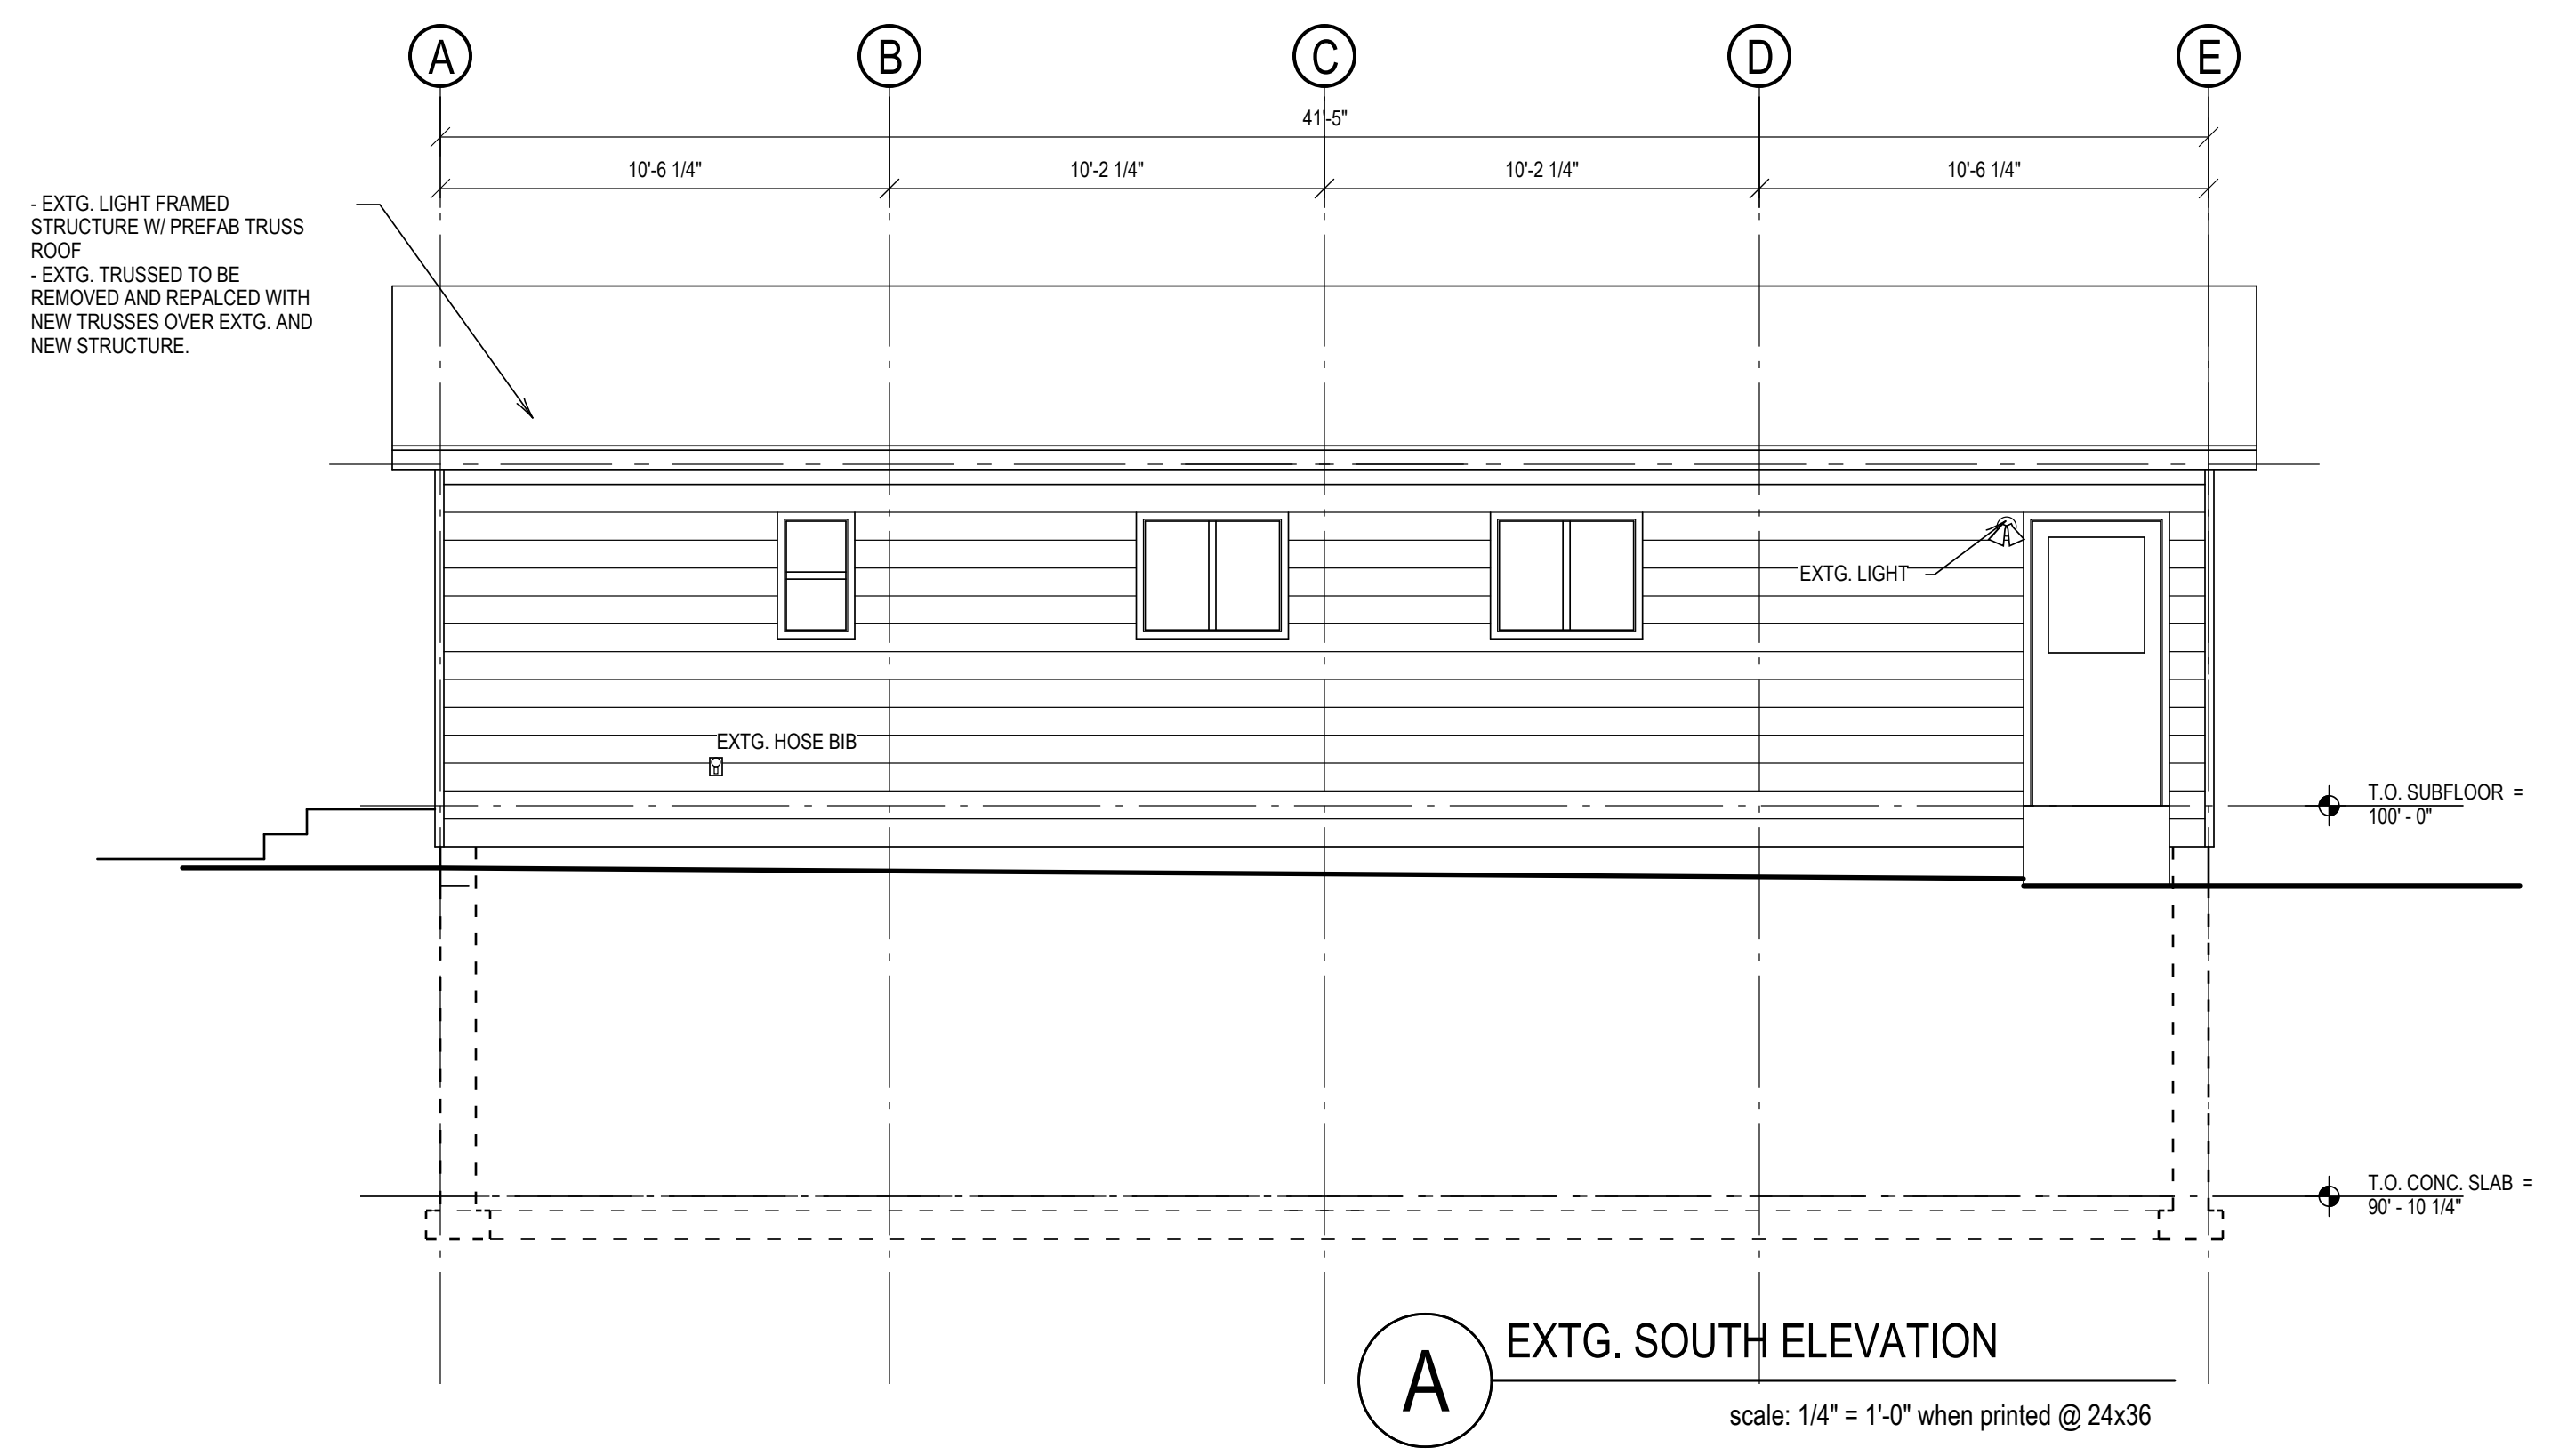 A B C D E
41'-5"
10'-6 1/4" 10'-2 1/4" 10'-2 1/4" 10'-6 1/4"
- EXTG. LIGHT FRAMED
STRUCTURE W/ PREFAB TRUSS
ROOF
- EXTG. TRUSSED TO BE
REMOVED AND REPALCED WITH
NEW TRUSSES OVER EXTG. AND
NEW STRUCTURE.
EXTG. LIGHT
EXTG. HOSE BIB
T.O. SUBFLOOR =
100' - 0"
T.O. CONC. SLAB =
90' - 10 1/4"
A
EXTG. SOUTH ELEVATION
scale: 1/4" = 1'-0" when printed @ 24x36